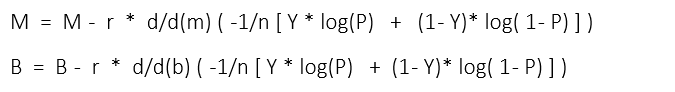 M = M - r * d/d(m) ( -1/n [ Y * log(P) + (1- Y)* log( 1- P) ] )
B = B - r * d/d(b) ( -1/n [ Y * log(P) + (1- Y)* log( 1- P) ] )